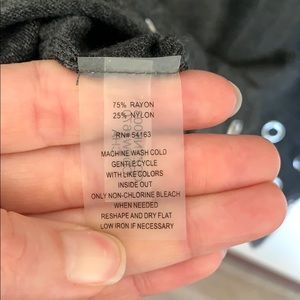 75% RAYON
25% NYLON
RN# 54163
MACHINE WASH COLD
GENTLE CYCLE
WITH LIKE COLORS
INSIDE OUT
ONLY NON-CHLORINE BLEACH
WHEN NEEDED
RESHAPE AND DRY FLAT
LOW IRON IF NECESSARY